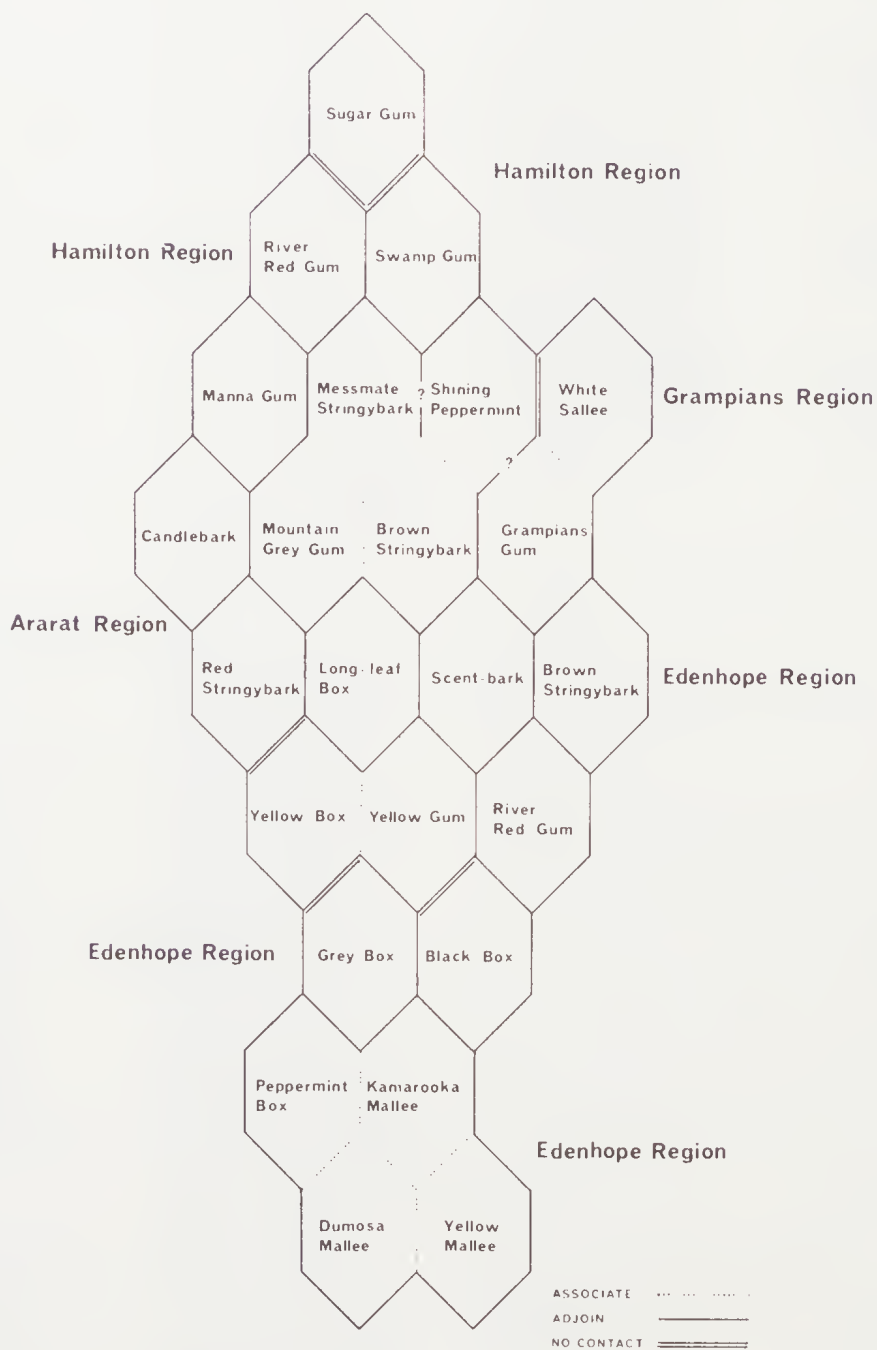 Sugar Gum
Hamilton Region
Hamilton Region
River
Red Gum
Swamp Gum
Manna Gum
Messmate
Stringybark
?
Shining
Peppermint
White
Sallee
Grampians Region
?
Candlebark
Mountain
Grey Gum
Brown
Stringybark
Grampians
Gum
Ararat Region
Red
Stringybark
Long-leaf
Box
Scent-bark
Brown
Stringybark
Edenhope Region
Yellow Box
Yellow Gum
River
Red Gum
Edenhope Region
Grey Box
Black Box
Peppermint
Box
Kamarooka
Mallee
Edenhope Region
Dumosa
Mallee
Yellow
Mallee
ASSOCIATE
ADJOIN
NO CONTACT